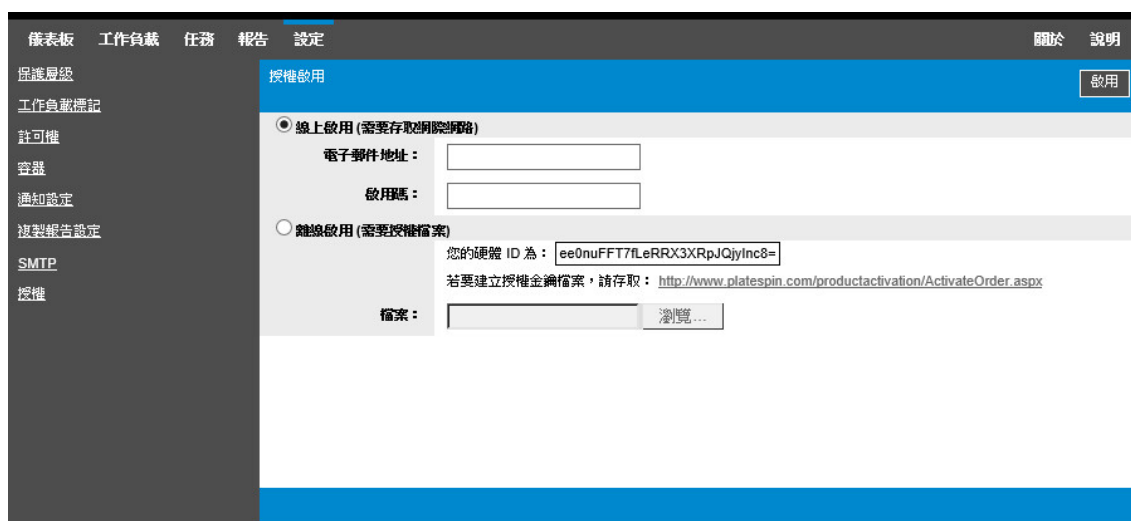 儀表板 工作負載 任務 報告 設定 關於 說明
保護層級
工作負載標記
許可權
容器
通知設定
複製報告設定
SMTP
授權
授權啟用
啟用
線上啟用 (需要存取網際網路)
電子郵件地址：
啟用碼：
離線啟用 (需要授權檔案)
您的硬體 ID 為： ee0nuFFT7fLeRRX3XRpJQjyInc8=
若要建立授權金鑰檔案，請存取： http://www.platespin.com/productactivation/ActivateOrder.aspx
檔案： 瀏覽...